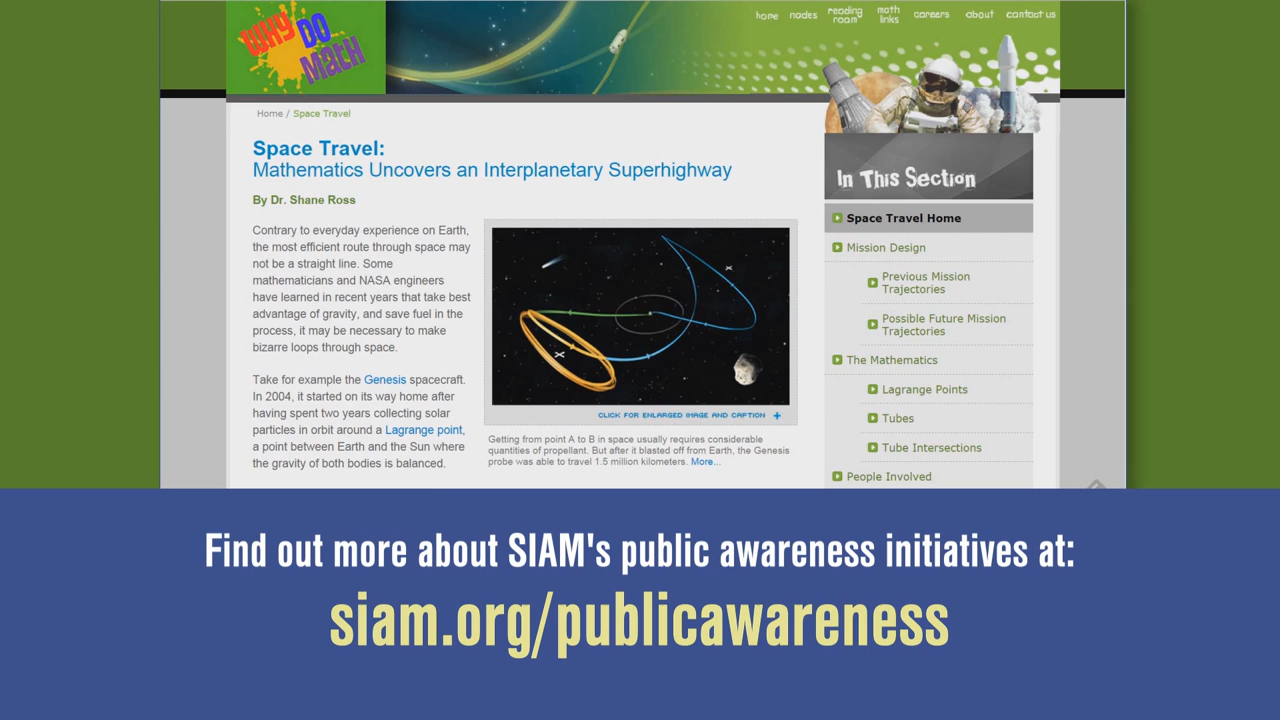 WHY DO Math
home nodes reading room math links careers about contact us
Home / Space Travel
Space Travel:
Mathematics Uncovers an Interplanetary Superhighway
By Dr. Shane Ross
Contrary to everyday experience on Earth,
the most efficient route through space may
not be a straight line. Some
mathematicians and NASA engineers
have learned in recent years that take best
advantage of gravity, and save fuel in the
process, it may be necessary to make
bizarre loops through space.
Take for example the Genesis spacecraft.
In 2004, it started on its way home after
having spent two years collecting solar
particles in orbit around a Lagrange point,
a point between Earth and the Sun where
the gravity of both bodies is balanced.
CLICK FOR ENLARGED IMAGE AND CAPTION +
Getting from point A to B in space usually requires considerable
quantities of propellant. But after it blasted off from Earth, the Genesis
probe was able to travel 1.5 million kilometers. More...
In This Section
Space Travel Home
Mission Design
Previous Mission
Trajectories
Possible Future Mission
Trajectories
The Mathematics
Lagrange Points
Tubes
Tube Intersections
People Involved
Find out more about SIAM's public awareness initiatives at:
siam.org/publicawareness